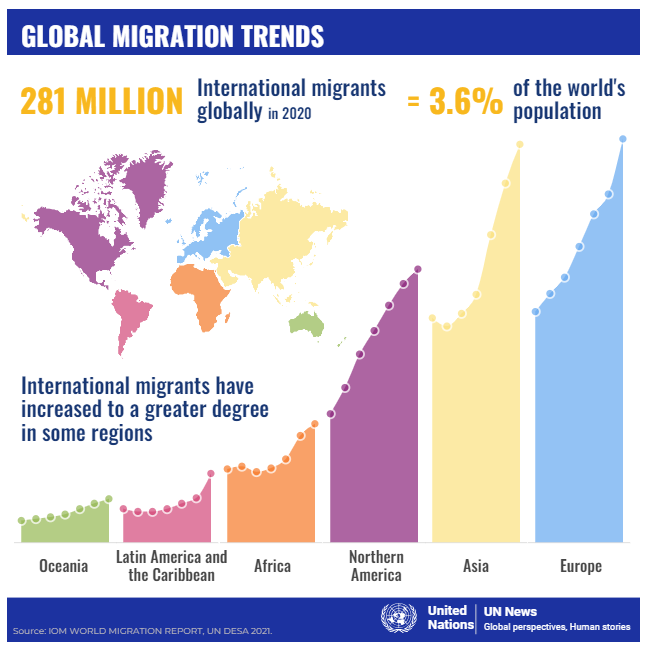 GLOBAL MIGRATION TRENDS
281 MILLION
International migrants
globally in 2020
= 3.6%
of the world's
population
International migrants have
increased to a greater degree
in some regions
Oceania
Latin America and
the Caribbean
Africa
Northern
America
Asia
Europe
Source: IOM WORLD MIGRATION REPORT, UN DESA 2021.
United
Nations
UN News
Global perspectives, Human stories